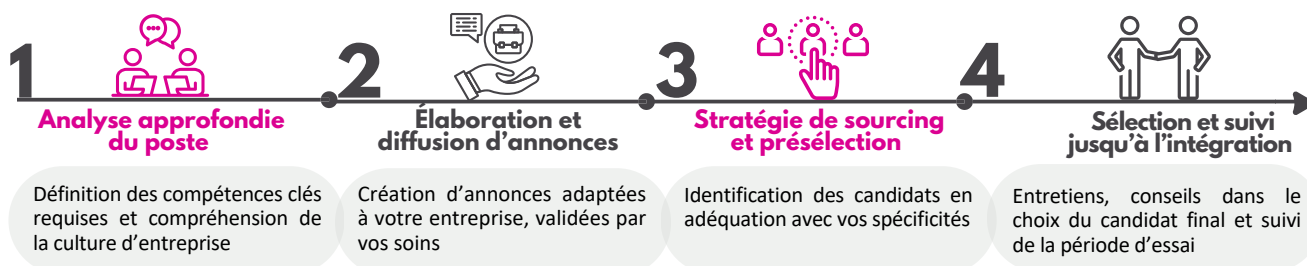 1
Analyse approfondie
du poste
Définition des compétences clés
requises et compréhension de
la culture d'entreprise
2
Élaboration et
diffusion d'annonces
Création d'annonces adaptées
à votre entreprise, validées par
vos soins
3
Stratégie de sourcing
et présélection
Identification des candidats en
adéquation avec vos spécificités
4
Sélection et suivi
jusqu'à l'intégration
Entretiens, conseils dans le
choix du candidat final et suivi
de la période d'essai